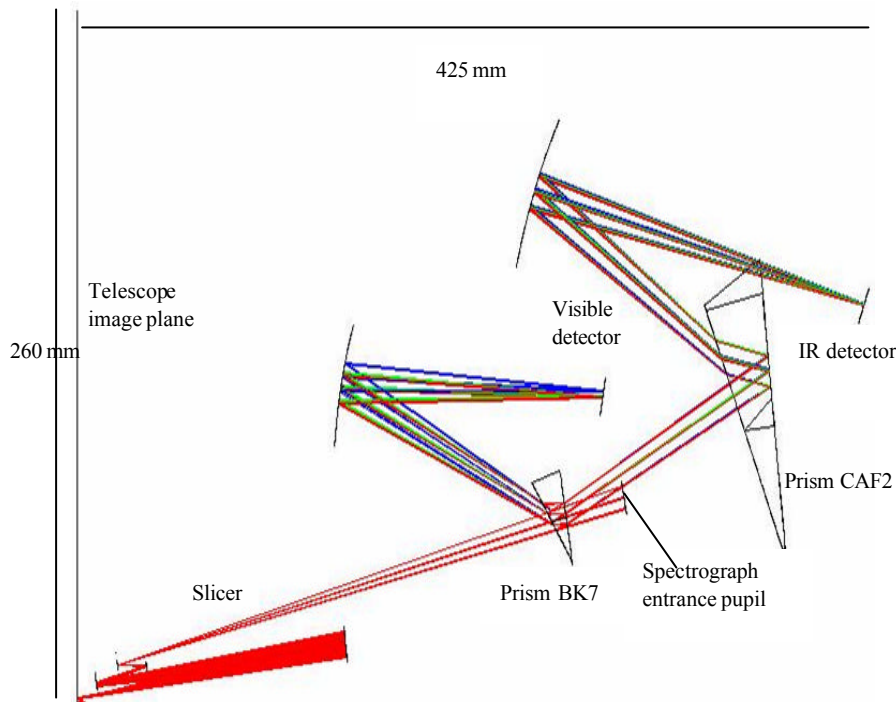 425 mm
Telescope
image plane
Visible
detector
260 mm
IR detector
Prism CAF2
Slicer
Prism BK7
Spectrograph
entrance pupil